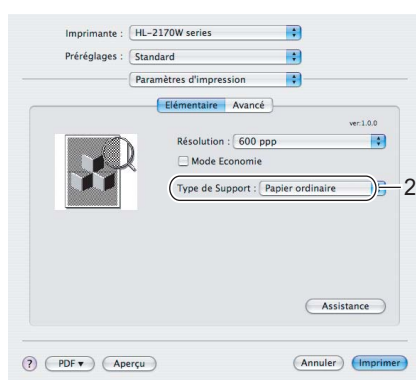 Imprimante : HL-2170W series
Préréglages : Standard
Paramètres d'impression
Elémentaire Avancé
ver:1.0.0
Résolution : 600 ppp
Mode Economie
Type de Support : Papier ordinaire 2
Assistance
? PDF ▾ Aperçu Annuler Imprimer